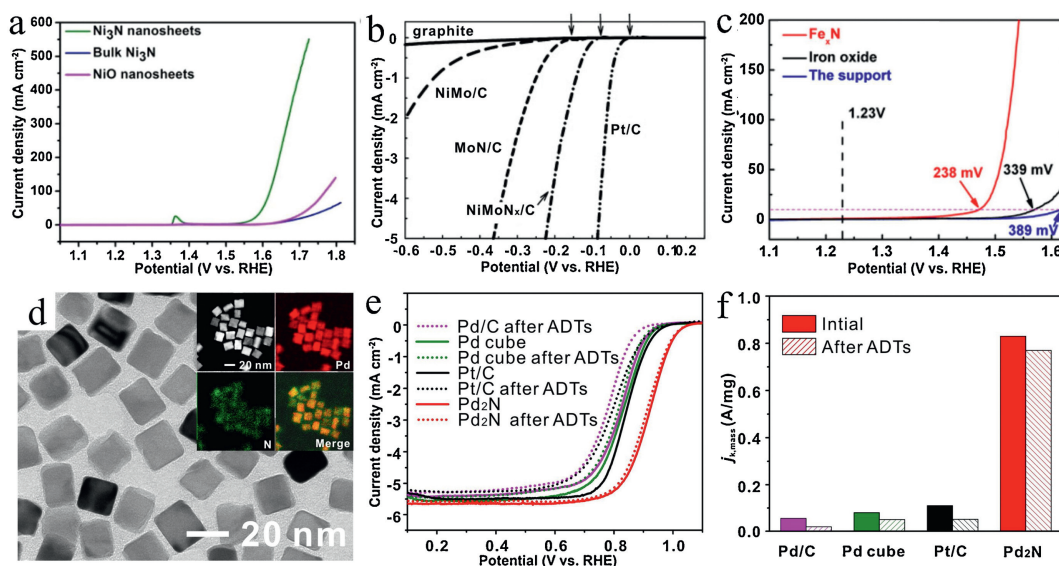 a
Current density (mA cm⁻²)
600
500
400
300
200
100
0
Ni₃N nanosheets
Bulk Ni₃N
NiO nanosheets
1.1 1.2 1.3 1.4 1.5 1.6 1.7 1.8
Potential (V vs. RHE)
b
Current density (mA cm⁻²)
0
-1
-2
-3
-4
-5
graphite
NiMo/C
MoN/C
NiMoNₓ/C
Pt/C
-0.6 -0.5 -0.4 -0.3 -0.2 -0.1 0.0 0.1 0.2
Potential (V vs. RHE)
c
Current density (mA cm⁻²)
200
150
100
50
0
FeₓN
Iron oxide
The support
1.23V
238 mV
339 mV
389 mV
1.1 1.2 1.3 1.4 1.5 1.6
Potential (V vs. RHE)
d
20 nm
Pd
N
Merge
20 nm
e
Current density (mA cm⁻²)
0
-1
-2
-3
-4
-5
-6
-7
Pd/C after ADTs
Pd cube
Pd cube after ADTs
Pt/C
Pt/C after ADTs
Pd₂N
Pd₂N after ADTs
0.2 0.4 0.6 0.8 1.0
Potential (V vs. RHE)
f
jₖ,mass (A/mg)
1.0
0.8
0.6
0.4
0.2
0.0
Intial
After ADTs
Pd/C Pd cube Pt/C Pd₂N